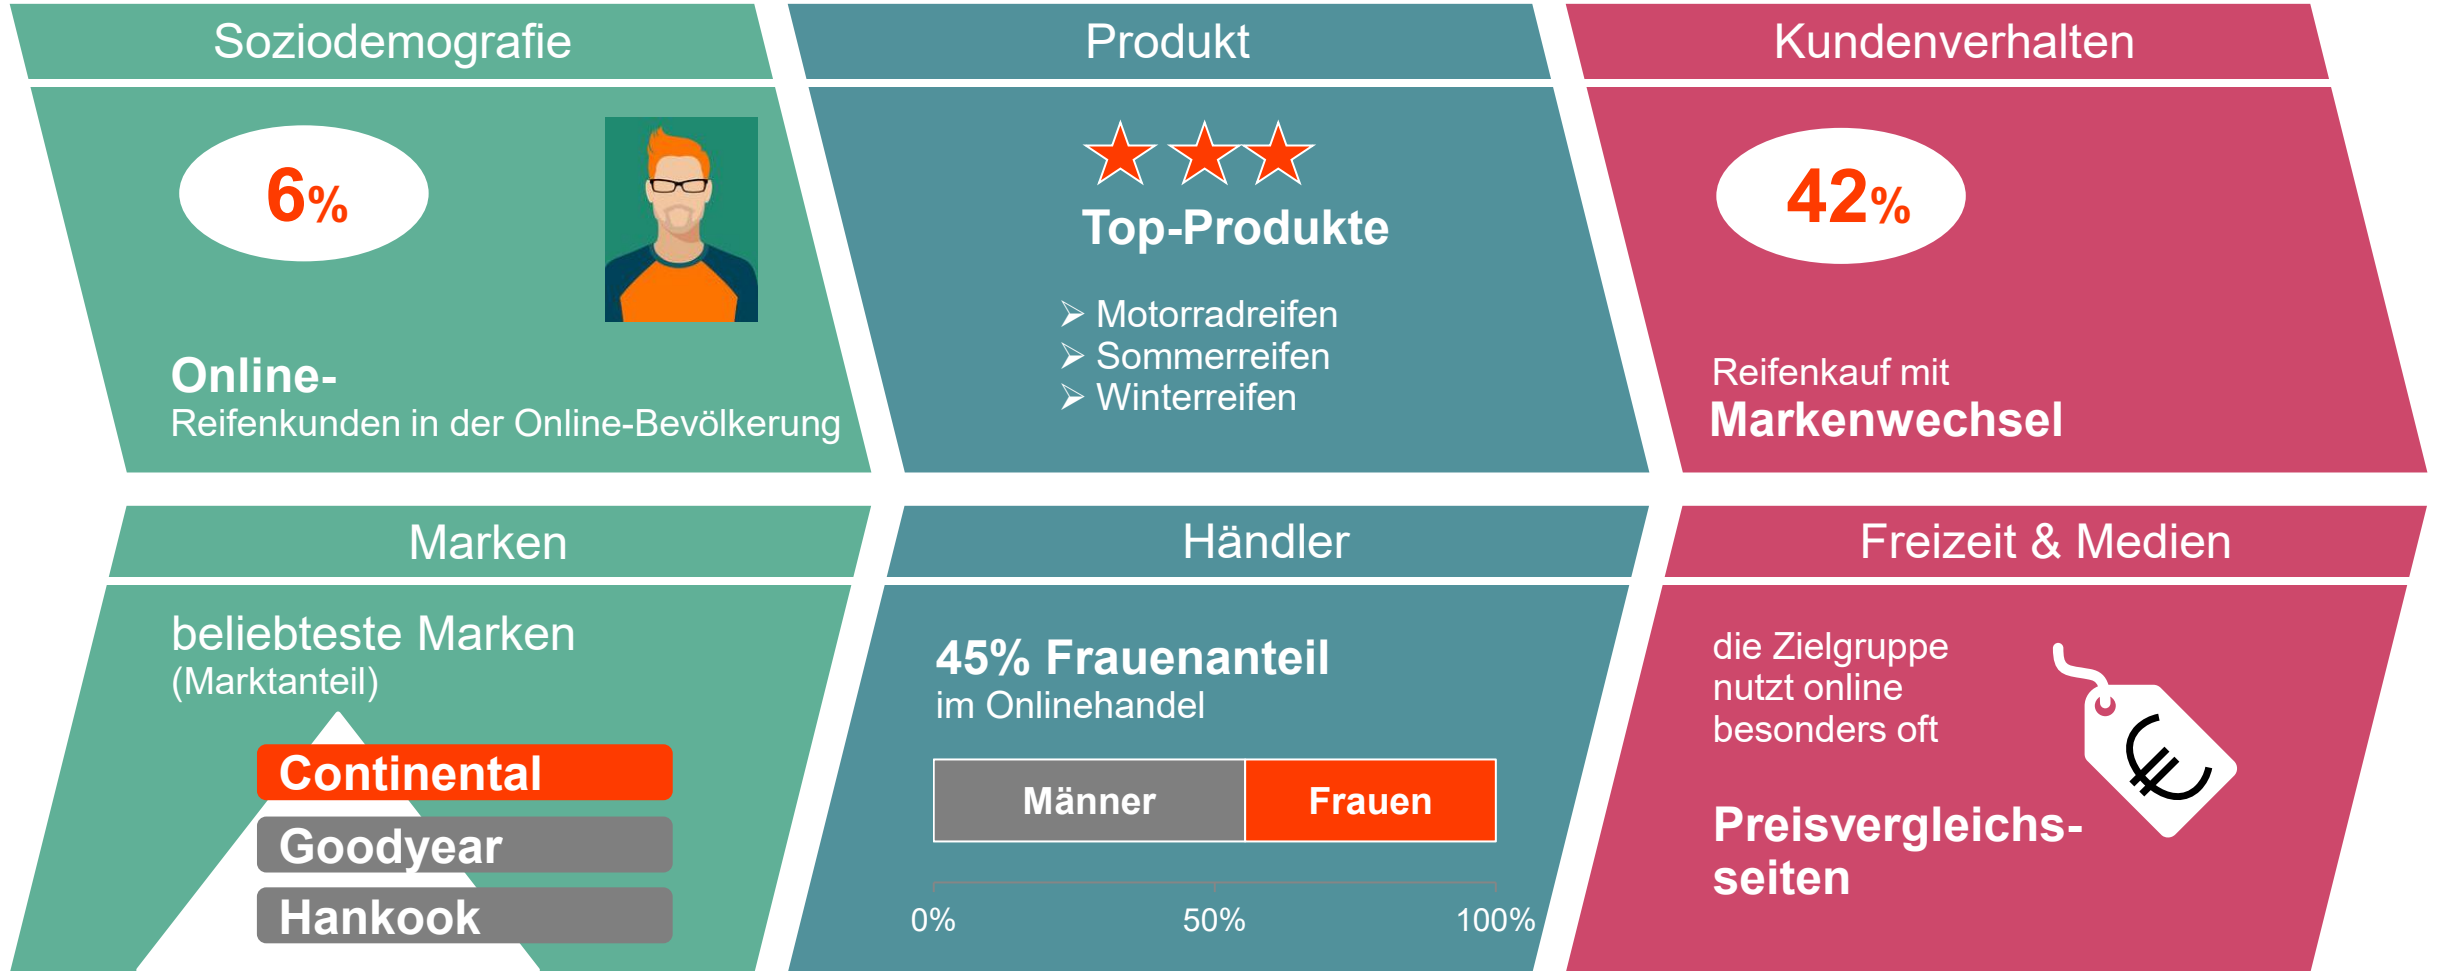 Soziodemografie
6%
Online-
Reifenkunden in der Online-Bevölkerung
Produkt
Top-Produkte
Motorradreifen
Sommerreifen
Winterreifen
Kundenverhalten
42%
Reifenkauf mit
Markenwechsel
Marken
beliebteste Marken
(Marktanteil)
Continental
Goodyear
Hankook
Händler
45% Frauenanteil
im Onlinehandel
Männer Frauen
0% 50% 100%
Freizeit & Medien
die Zielgruppe
nutzt online
besonders oft
€
Preisvergleichs-
seiten